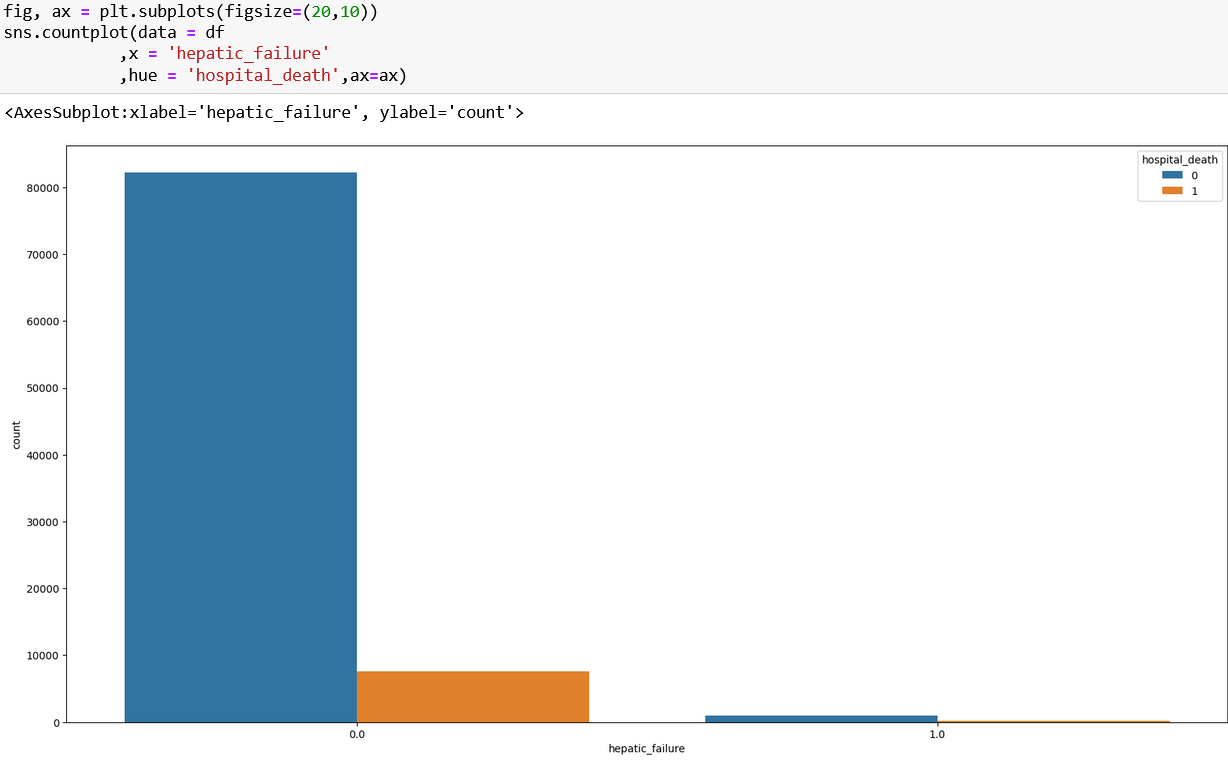 fig, ax = plt.subplots(figsize=(20,10))
sns.countplot(data = df
,x = 'hepatic_failure'
,hue = 'hospital_death',ax=ax)
<AxesSubplot:xlabel='hepatic_failure', ylabel='count'>
hospital_death
0
1
80000
70000
60000
50000
40000
30000
20000
10000
0
count
0.0
1.0
hepatic_failure